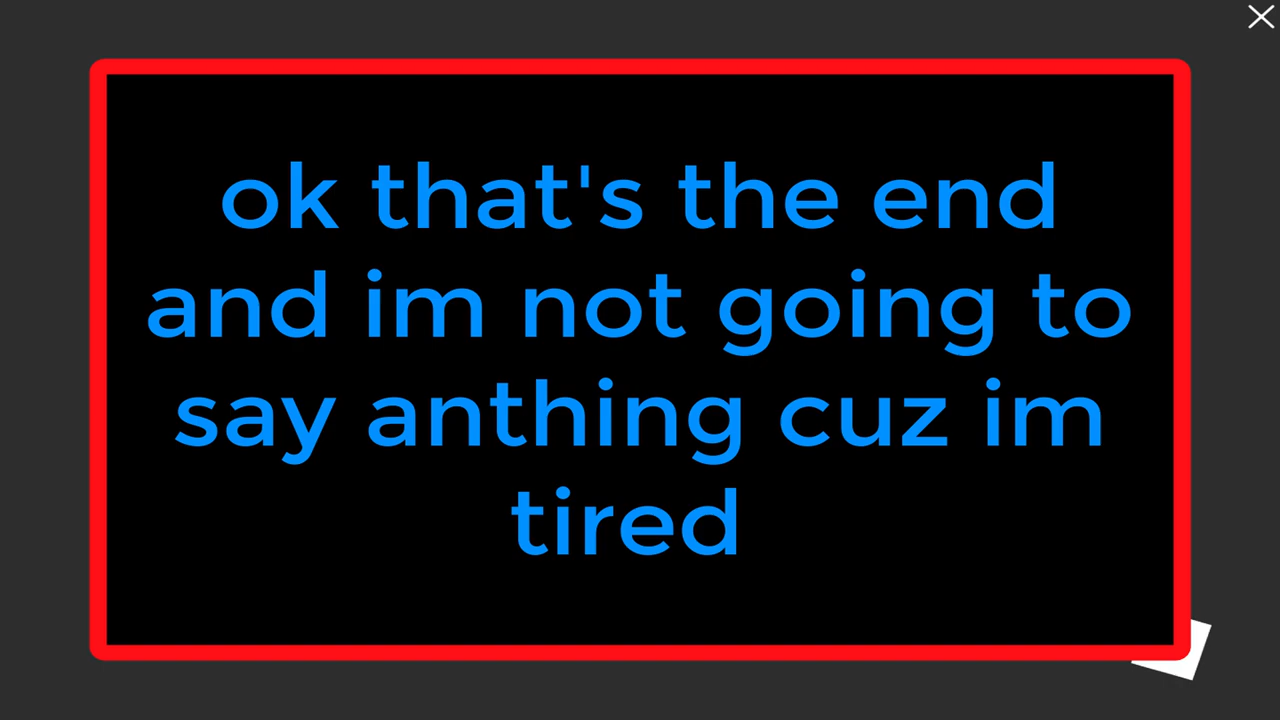 ok that's the end
and im not going to
say anthing cuz im
tired